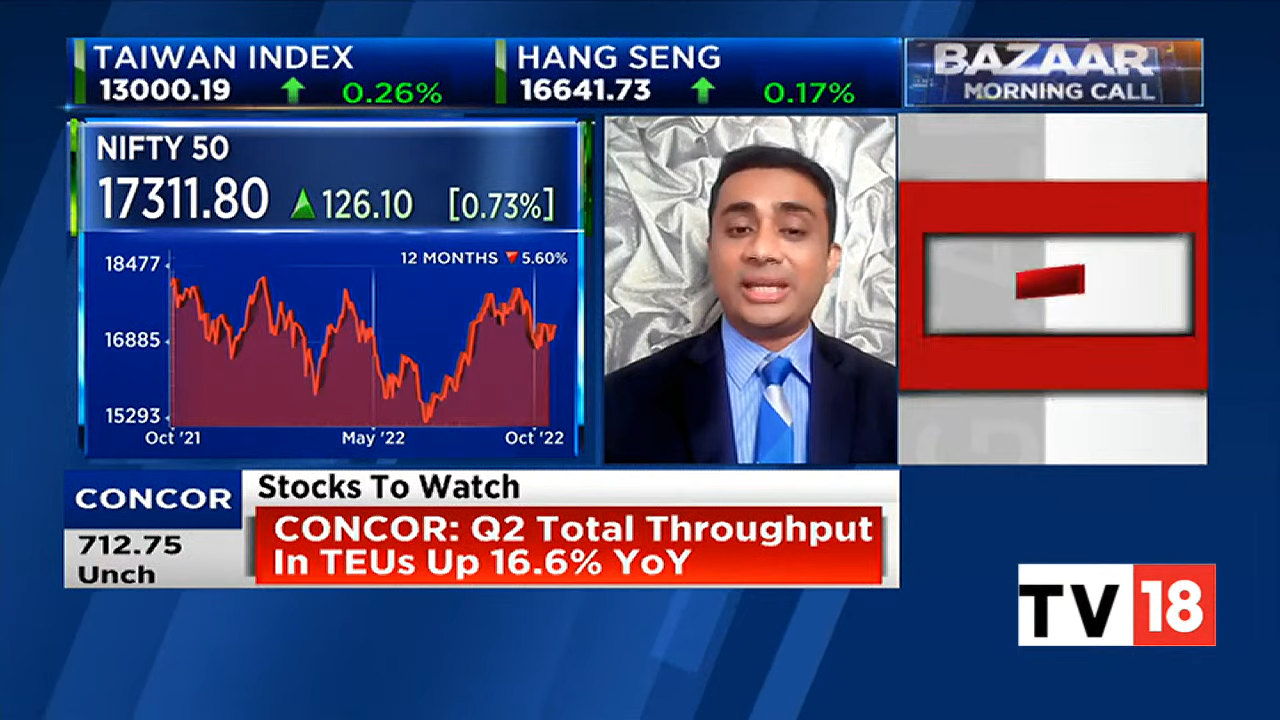 TAIWAN INDEX
13000.19 0.26%
HANG SENG
16641.73 0.17%
BAZAAR
MORNING CALL
NIFTY 50
17311.80 126.10 [0.73%]
12 MONTHS 5.60%
18477
16885
15293
Oct '21 May '22 Oct '22
CONCOR
712.75
Unch
Stocks To Watch
CONCOR: Q2 Total Throughput
In TEUs Up 16.6% YoY
TV18